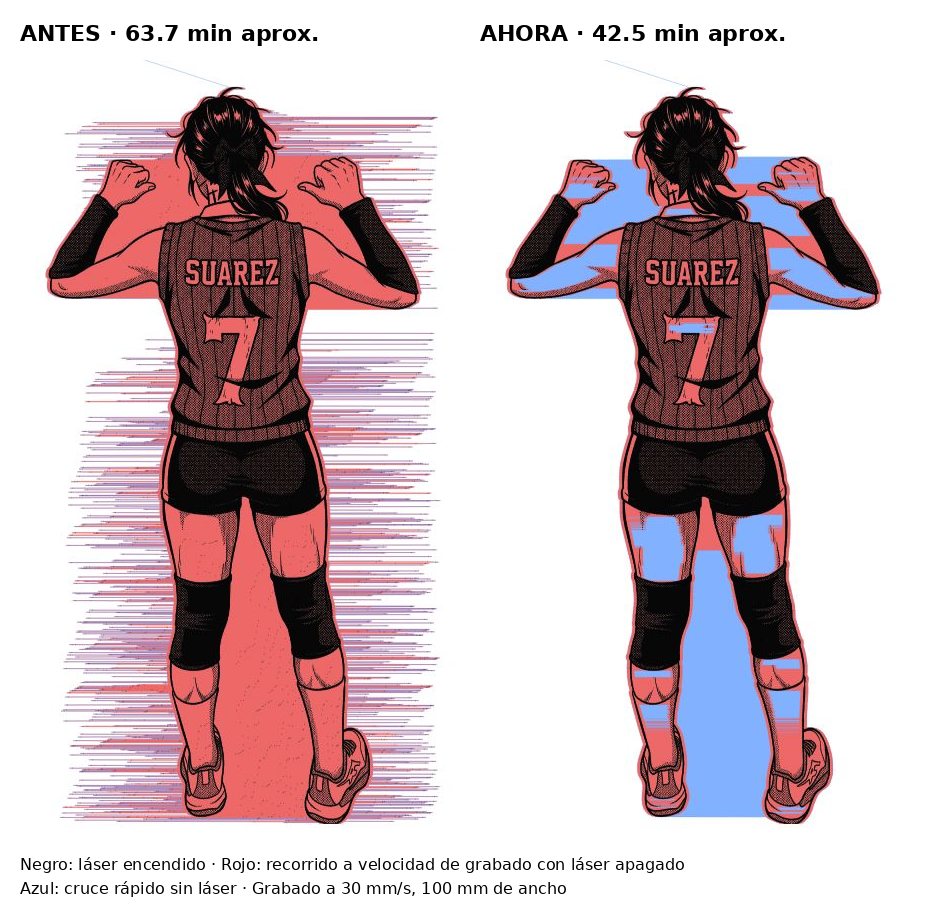 ANTES · 63.7 min aprox.
AHORA · 42.5 min aprox.
SUAREZ
7
SUAREZ
7
Negro: láser encendido · Rojo: recorrido a velocidad de grabado con láser apagado
Azul: cruce rápido sin láser · Grabado a 30 mm/s, 100 mm de ancho